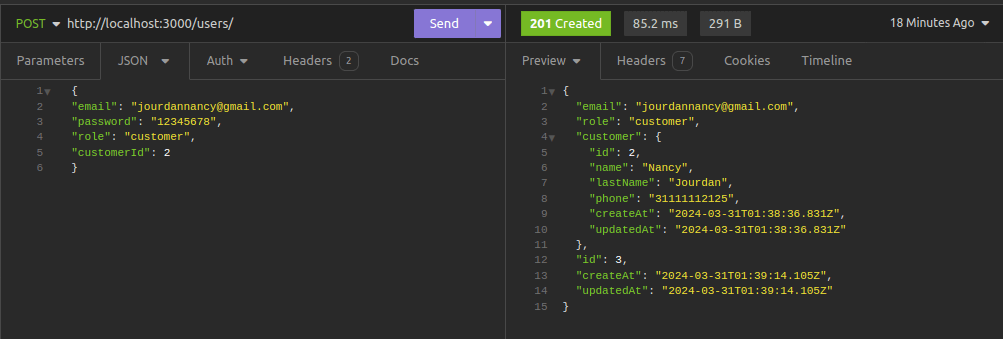 POST http://localhost:3000/users/ Send
201 Created 85.2 ms 291 B 18 Minutes Ago
Parameters JSON Auth Headers 2 Docs
Preview Headers 7 Cookies Timeline
1 {
2 "email": "jourdannancy@gmail.com",
3 "password": "12345678",
4 "role": "customer",
5 "customerId": 2
6 }
1 {
2 "email": "jourdannancy@gmail.com",
3 "role": "customer",
4 "customer": {
5 "id": 2,
6 "name": "Nancy",
7 "lastName": "Jourdan",
8 "phone": "31111112125",
9 "createAt": "2024-03-31T01:38:36.831Z",
10 "updatedAt": "2024-03-31T01:38:36.831Z"
11 },
12 "id": 3,
13 "createAt": "2024-03-31T01:39:14.105Z",
14 "updatedAt": "2024-03-31T01:39:14.105Z"
15 }